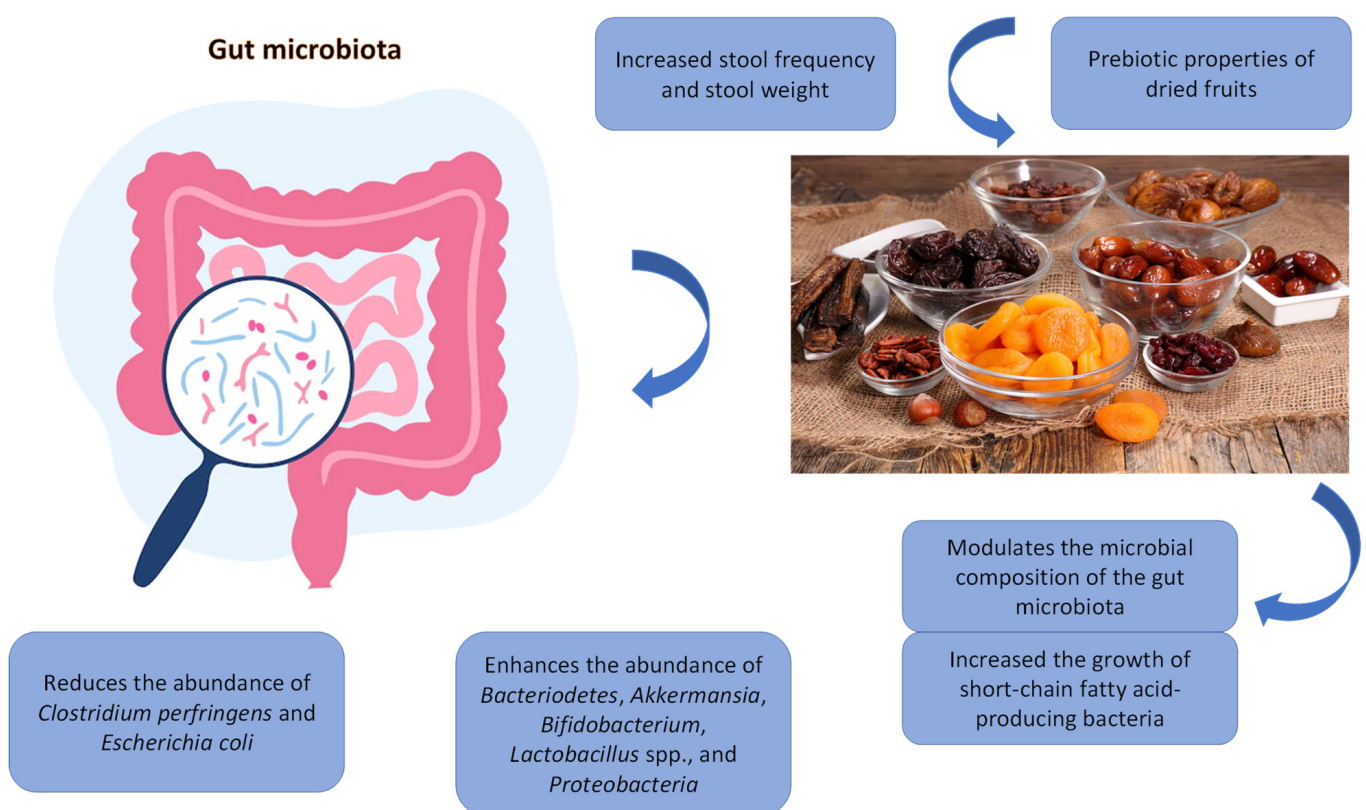 Gut microbiota
Increased stool frequency
and stool weight
Prebiotic properties of
dried fruits
Modulates the microbial
composition of the gut
microbiota
Increased the growth of
short-chain fatty acid-
producing bacteria
Reduces the abundance of
Clostridium perfringens and
Escherichia coli
Enhances the abundance of
Bacteriodetes, Akkermansia,
Bifidobacterium,
Lactobacillus spp., and
Proteobacteria